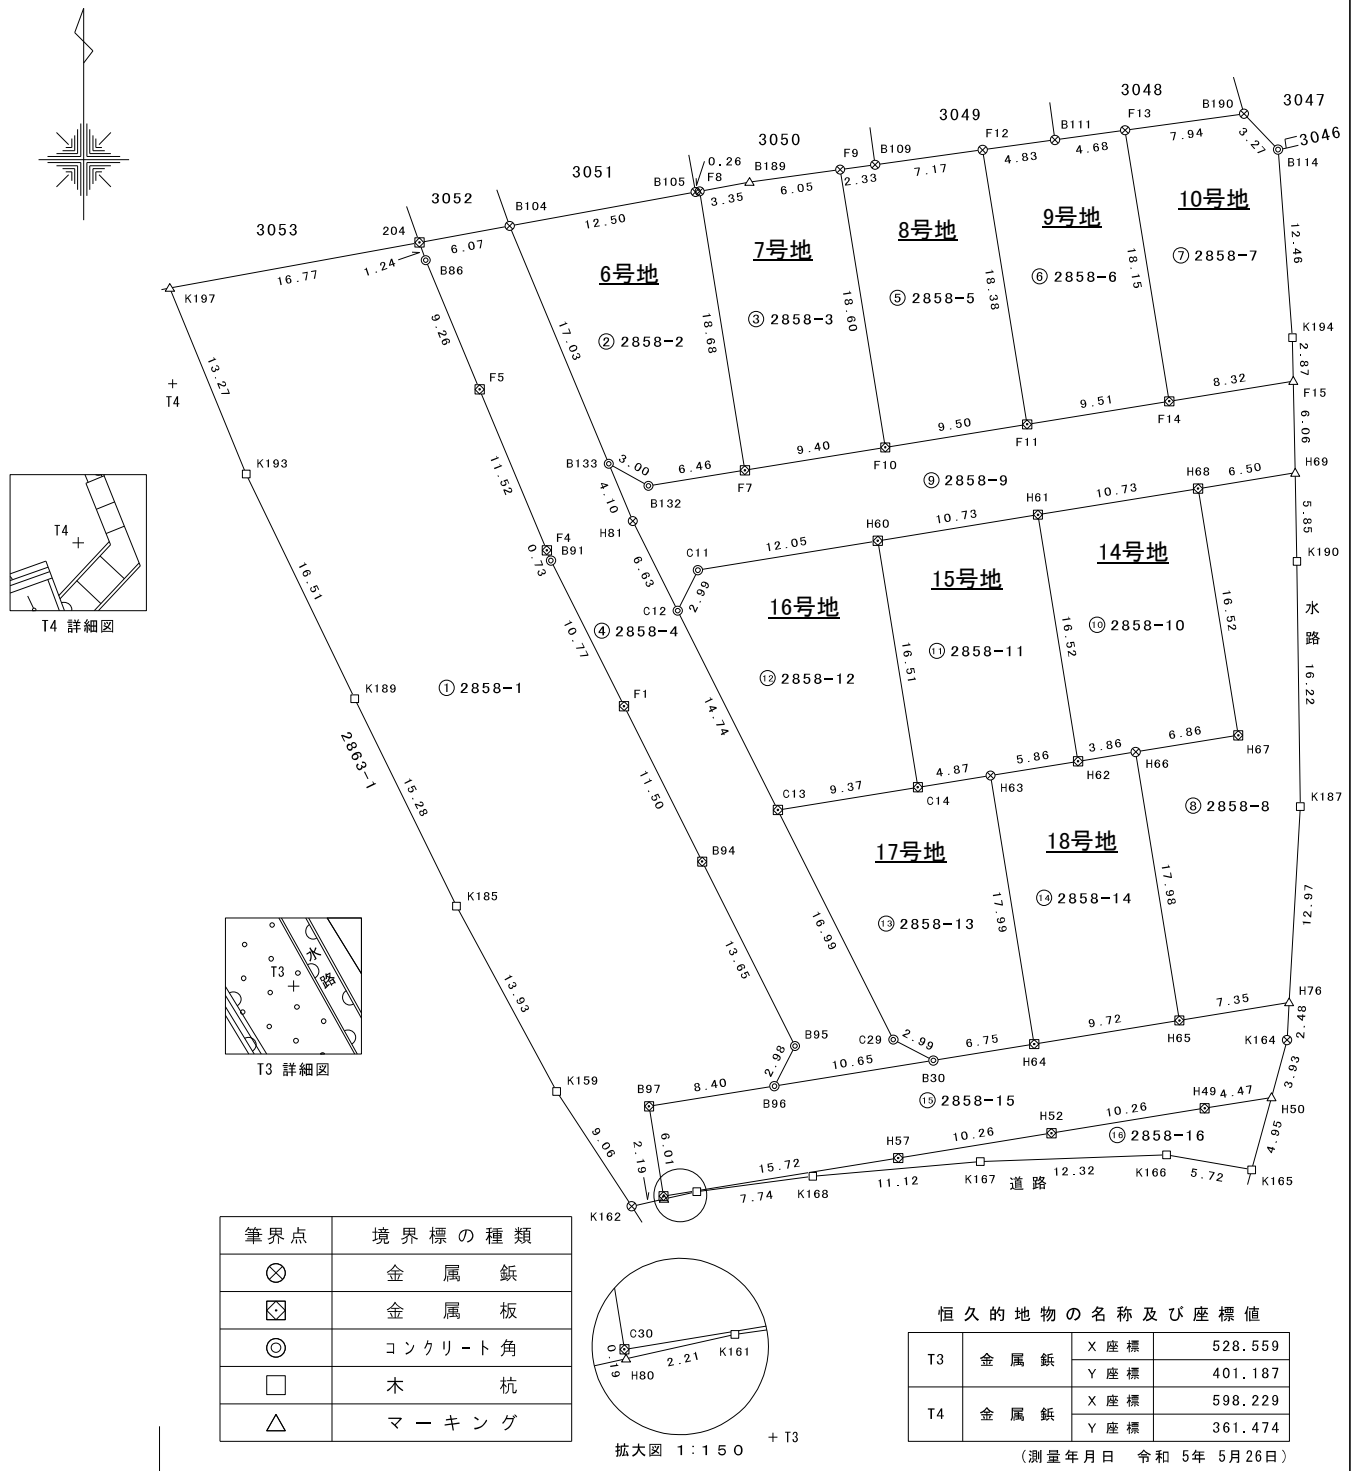 3048
3047
F13
B190
3049
B111
7.94
3.27
3046
3050
F12
4.68
B114
0.26
F9
B109
4.83
3051
B105
F8
B189
7.17
3052
3.35
6.05
2.33
10号地
B104
12.50
9号地
3053
204
6.07
8号地
12.46
1.24
7号地
⑦ 2858-7
B86
6号地
⑥ 2858-6
18.15
16.77
K197
⑤ 2858-5
18.38
③ 2858-3
18.60
9.26
17.03
② 2858-2
18.68
K194
2.87
13.27
T4
F5
8.32
F15
9.51
F14
6.06
9.50
F11
9.40
F10
B133
3.00
6.46
F7
K193
4.10
B132
⑨ 2858-9
H68
6.50
H69
11.52
H61
10.73
5.85
T4
H81
H60
10.73
F4
B91
C11
12.05
14号地
K190
0.73
6.63
15号地
16.51
2.99
16号地
水路
T4 詳細図
C12
④ 2858-4
⑩ 2858-10
16.52
10.77
⑪ 2858-11
16.52
16.22
⑫ 2858-12
16.51
K189
① 2858-1
F1
2863-1
14.74
6.86
H67
3.86
H66
5.86
H62
4.87
H63
C13
9.37
C14
K187
15.28
11.50
⑧ 2858-8
18号地
17号地
B94
17.98
⑭ 2858-14
K185
12.97
16.99
⑬ 2858-13
17.99
T3
水路
13.65
H76
13.93
7.35
2.48
B95
C29
2.99
9.72
H65
K164
T3 詳細図
2.98
6.75
H64
10.65
B30
3.93
K159
B97
8.40
B96
⑮ 2858-15
H49
4.47
H50
10.26
H52
9.06
6.01
H57
10.26
⑯ 2858-16
4.95
2.19
15.72
K162
7.74
K168
11.12
K167
12.32
K166
5.72
K165
道路
筆界点 境界標の種類
金属鋲
金属板
コンクリート角
木杭
マーキング
C30
K161
0.19
H80
2.21
拡大図 1:150
T3
恒久的地物の名称及び座標値
T3 金属鋲 X座標 528.559
Y座標 401.187
T4 金属鋲 X座標 598.229
Y座標 361.474
(測量年月日 令和 5年 5月26日)